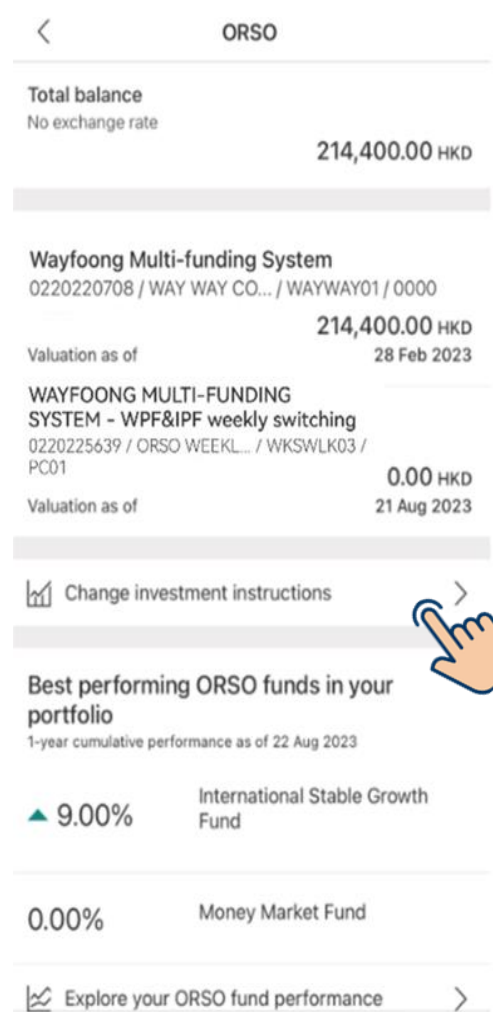 ORSO
Total balance
No exchange rate
214,400.00 HKD
Wayfoong Multi-funding System
0220220708 / WAY WAY CO... / WAYWAY01 / 0000
214,400.00 HKD
Valuation as of 28 Feb 2023
WAYFOONG MULTI-FUNDING
SYSTEM - WPF&IPF weekly switching
0220225639 / ORSO WEEKL... / WKSWLK03 /
PC01
0.00 HKD
Valuation as of 21 Aug 2023
Change investment instructions
Best performing ORSO funds in your
portfolio
1-year cumulative performance as of 22 Aug 2023
9.00% International Stable Growth
Fund
0.00% Money Market Fund
Explore your ORSO fund performance